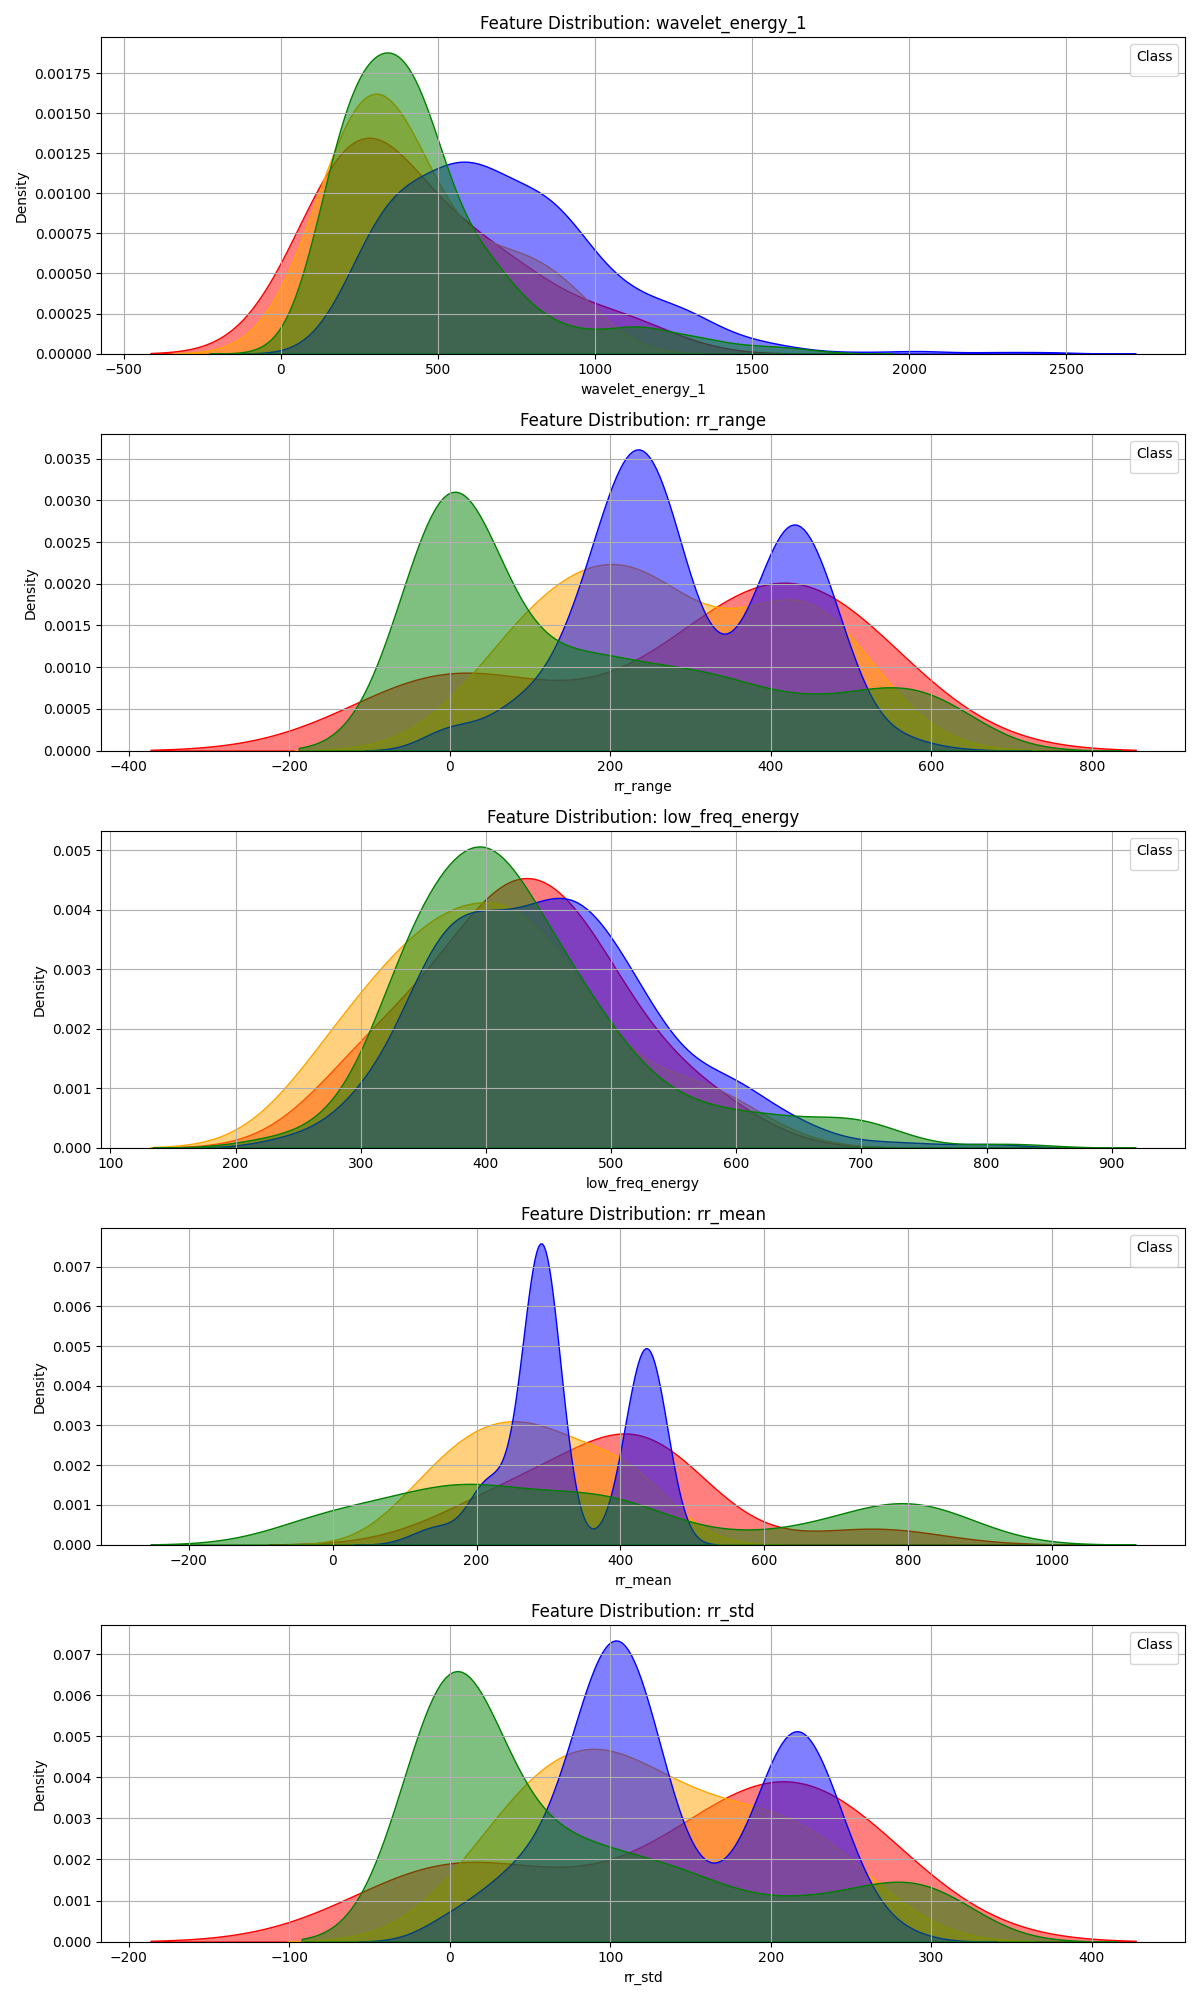 Feature Distribution: wavelet_energy_1
Class
0.00175
0.00150
0.00125
0.00100
0.00075
0.00050
0.00025
0.00000
Density
−500 0 500 1000 1500 2000 2500
wavelet_energy_1
Feature Distribution: rr_range
Class
0.0035
0.0030
0.0025
0.0020
0.0015
0.0010
0.0005
0.0000
Density
−400 −200 0 200 400 600 800
rr_range
Feature Distribution: low_freq_energy
Class
0.005
0.004
0.003
0.002
0.001
0.000
Density
100 200 300 400 500 600 700 800 900
low_freq_energy
Feature Distribution: rr_mean
Class
0.007
0.006
0.005
0.004
0.003
0.002
0.001
0.000
Density
−200 0 200 400 600 800 1000
rr_mean
Feature Distribution: rr_std
Class
0.007
0.006
0.005
0.004
0.003
0.002
0.001
0.000
Density
−200 −100 0 100 200 300 400
rr_std